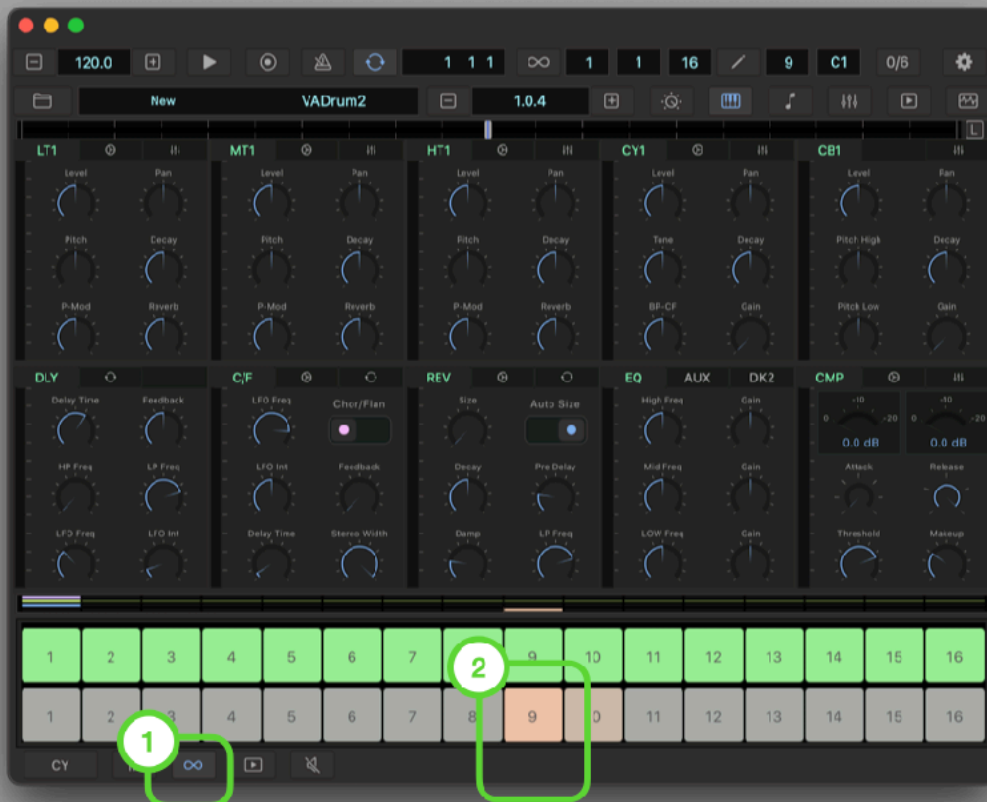 120.0 1 1 1 1 1 16 9 C1 0/6
New VADrum2 1.0.4
L
LT1 MT1 HT1 CY1 CB1
Level Pan Level Pan Level Pan Level Pan Level Pan
Pitch Decay Pitch Decay Pitch Decay Tone Decay Pitch High Decay
P-Mod Reverb P-Mod Reverb P-Mod Reverb BP-CF Gain Pitch Low Gain
DLY C/F REV EQ AUX DK2 CMP
Delay Time Feedback LFO Freq Chor/Flan Size Auto Size High Freq Gain -10 -10
0 -20 0 -20
0.0 dB 0.0 dB
HP Freq LP Freq LFO Int Feedback Decay Pre Delay Mid Freq Gain Attack Release
LFO Freq LFO Int Delay Time Stereo Width Damp LP Freq LOW Freq Gain Threshold Makeup
1 2 3 4 5 6 7 9 10 11 12 13 14 15 16
2
1 2 3 4 5 6 7 8 9 11 12 13 14 15 16
1
CY